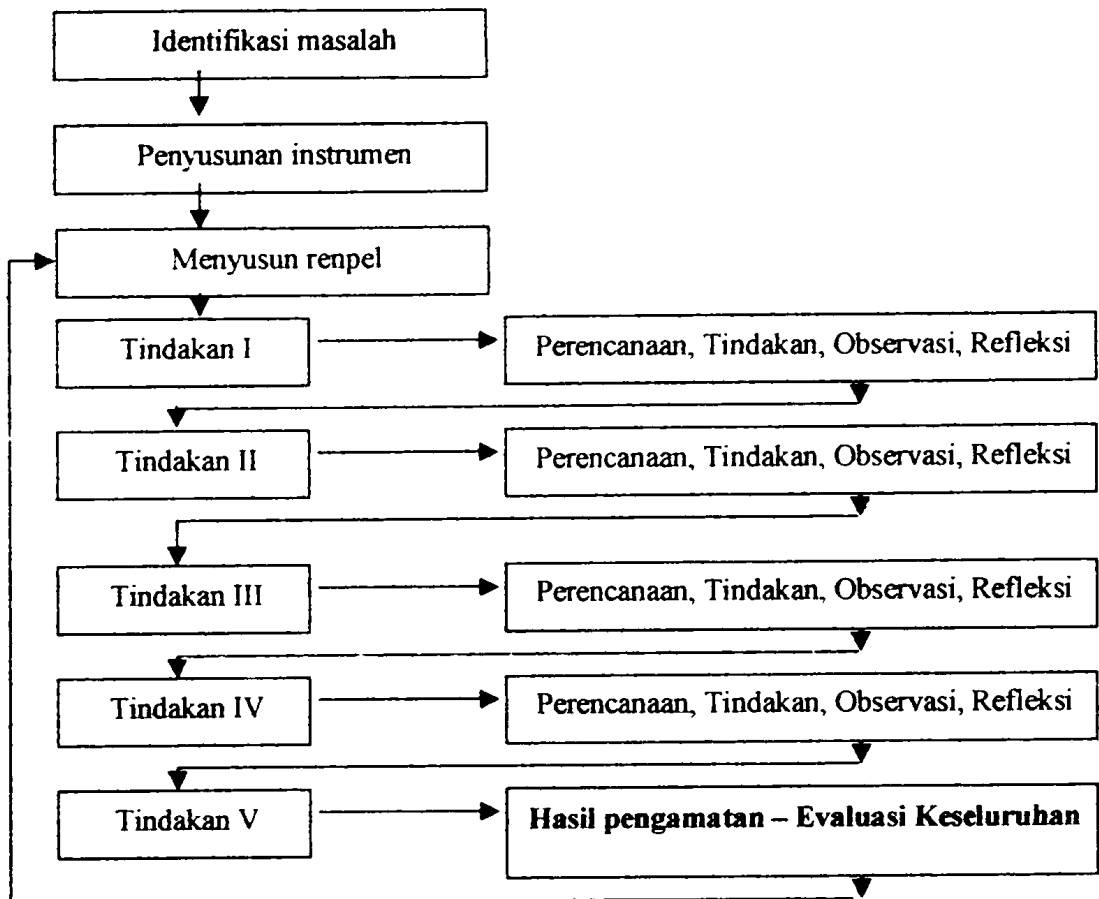 Identifikasi masalah
Penyusunan instrumen
Menyusun renpel
Tindakan I
Perencanaan, Tindakan, Observasi, Refleksi
Tindakan II
Perencanaan, Tindakan, Observasi, Refleksi
Tindakan III
Perencanaan, Tindakan, Observasi, Refleksi
Tindakan IV
Perencanaan, Tindakan, Observasi, Refleksi
Tindakan V
Hasil pengamatan – Evaluasi Keseluruhan